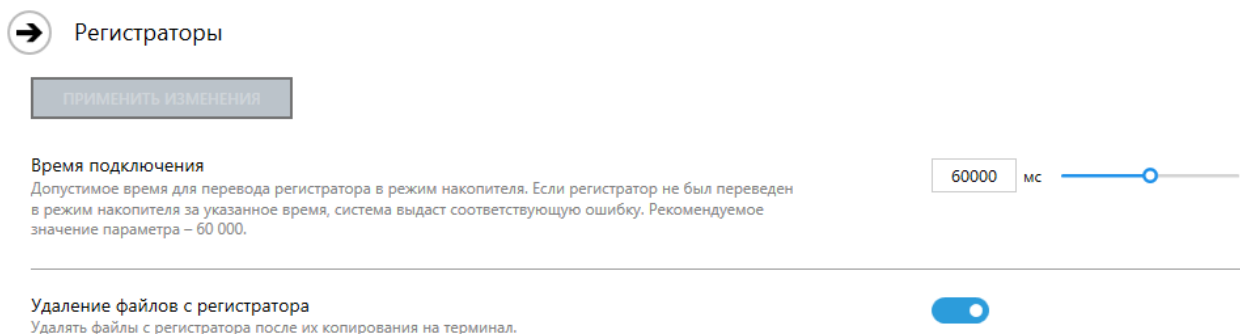 Регистраторы
ПРИМЕНИТЬ ИЗМЕНЕНИЯ
Время подключения
60000 мс
Допустимое время для перевода регистратора в режим накопителя. Если регистратор не был переведен
в режим накопителя за указанное время, система выдаст соответствующую ошибку. Рекомендуемое
значение параметра – 60 000.
Удаление файлов с регистратора
Удалять файлы с регистратора после их копирования на терминал.